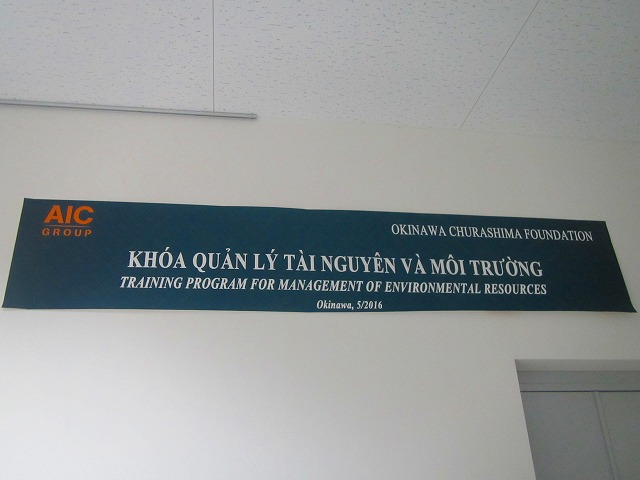 AIC
GROUP
OKINAWA CHURASHIMA FOUNDATION
KHÓA QUẢN LÝ TÀI NGUYÊN VÀ MÔI TRƯỜNG
TRAINING PROGRAM FOR MANAGEMENT OF ENVIRONMENTAL RESOURCES
Okinawa, 5/2016